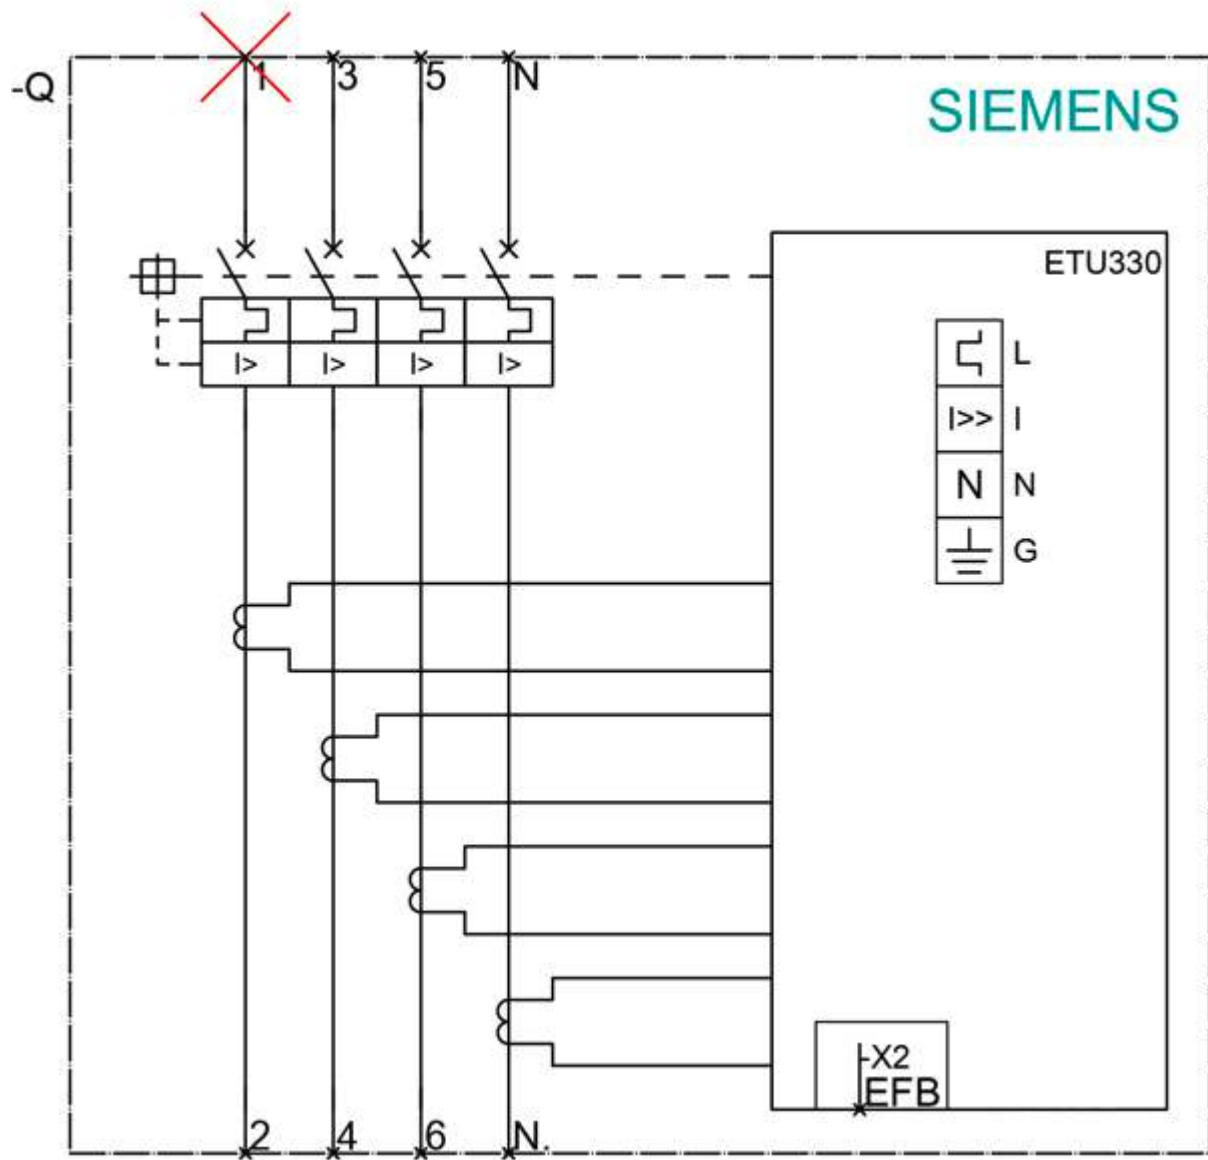 -Q
1 3 5 N
SIEMENS
ETU330
I> I> I> I>
L
I>> I
N N
G
-X2
EFB
2 4 6 N.